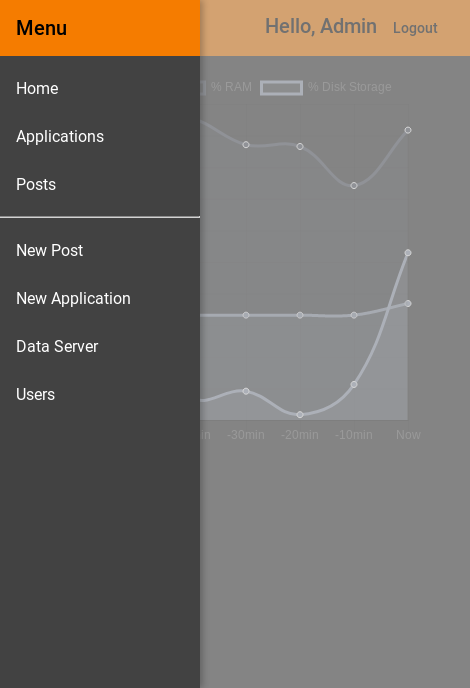 Menu
Hello, Admin
Logout
Home
% RAM
% Disk Storage
Applications
Posts
New Post
New Application
Data Server
Users
-30min
-20min
-10min
Now